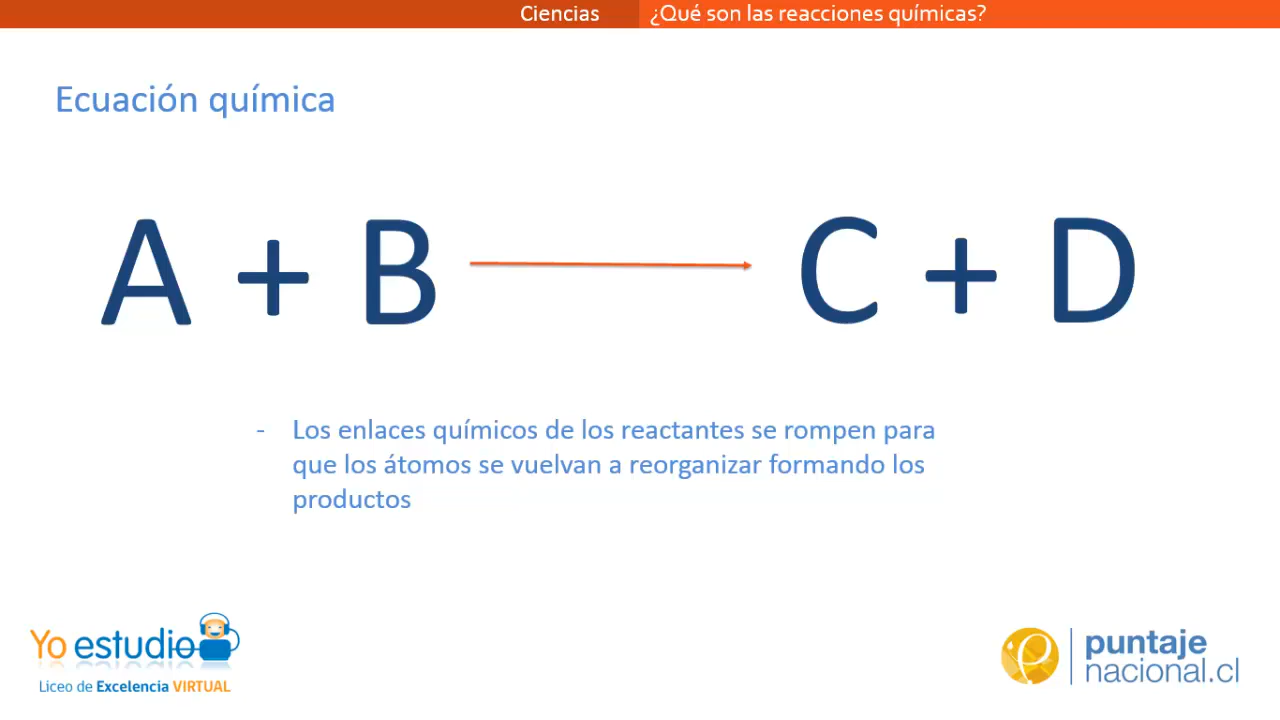 Ciencias ¿Qué son las reacciones químicas?
Ecuación química
A + B → C + D
- Los enlaces químicos de los reactantes se rompen para
que los átomos se vuelvan a reorganizar formando los
productos
Yo estudio
Liceo de Excelencia VIRTUAL
puntaje
nacional.cl